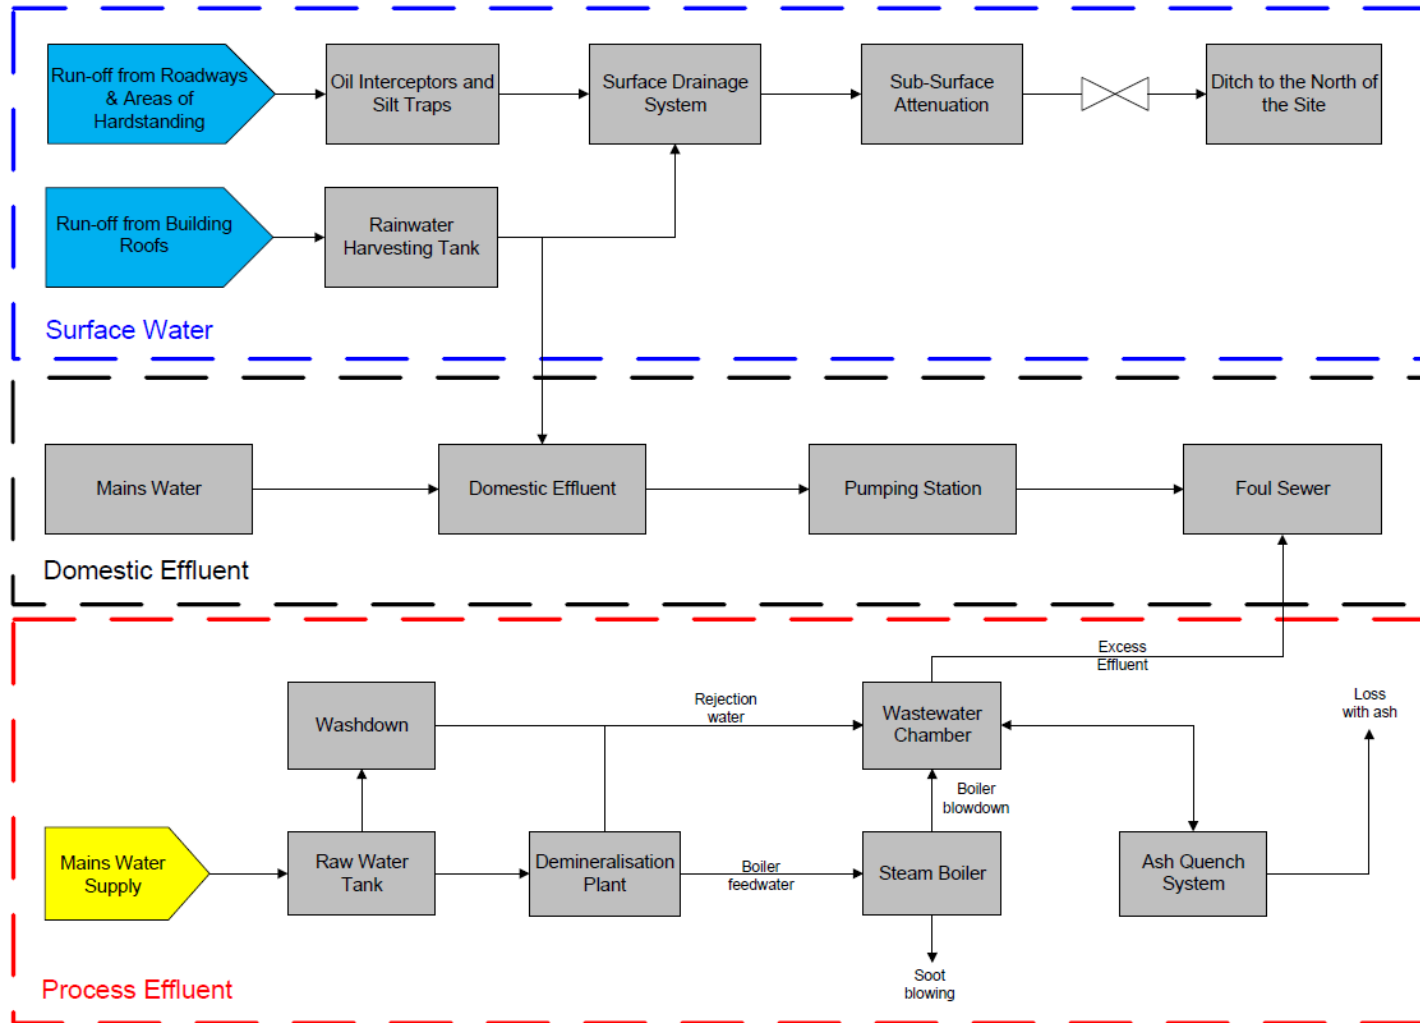 Run-off from Roadways
& Areas of
Hardstanding
Oil Interceptors and
Silt Traps
Surface Drainage
System
Sub-Surface
Attenuation
Ditch to the North of
the Site
Run-off from Building
Roofs
Rainwater
Harvesting Tank
Surface Water
Mains Water
Domestic Effluent
Pumping Station
Foul Sewer
Domestic Effluent
Excess
Effluent
Washdown
Rejection
water
Wastewater
Chamber
Loss
with ash
Boiler
blowdown
Mains Water
Supply
Raw Water
Tank
Demineralisation
Plant
Boiler
feedwater
Steam Boiler
Ash Quench
System
Soot
blowing
Process Effluent